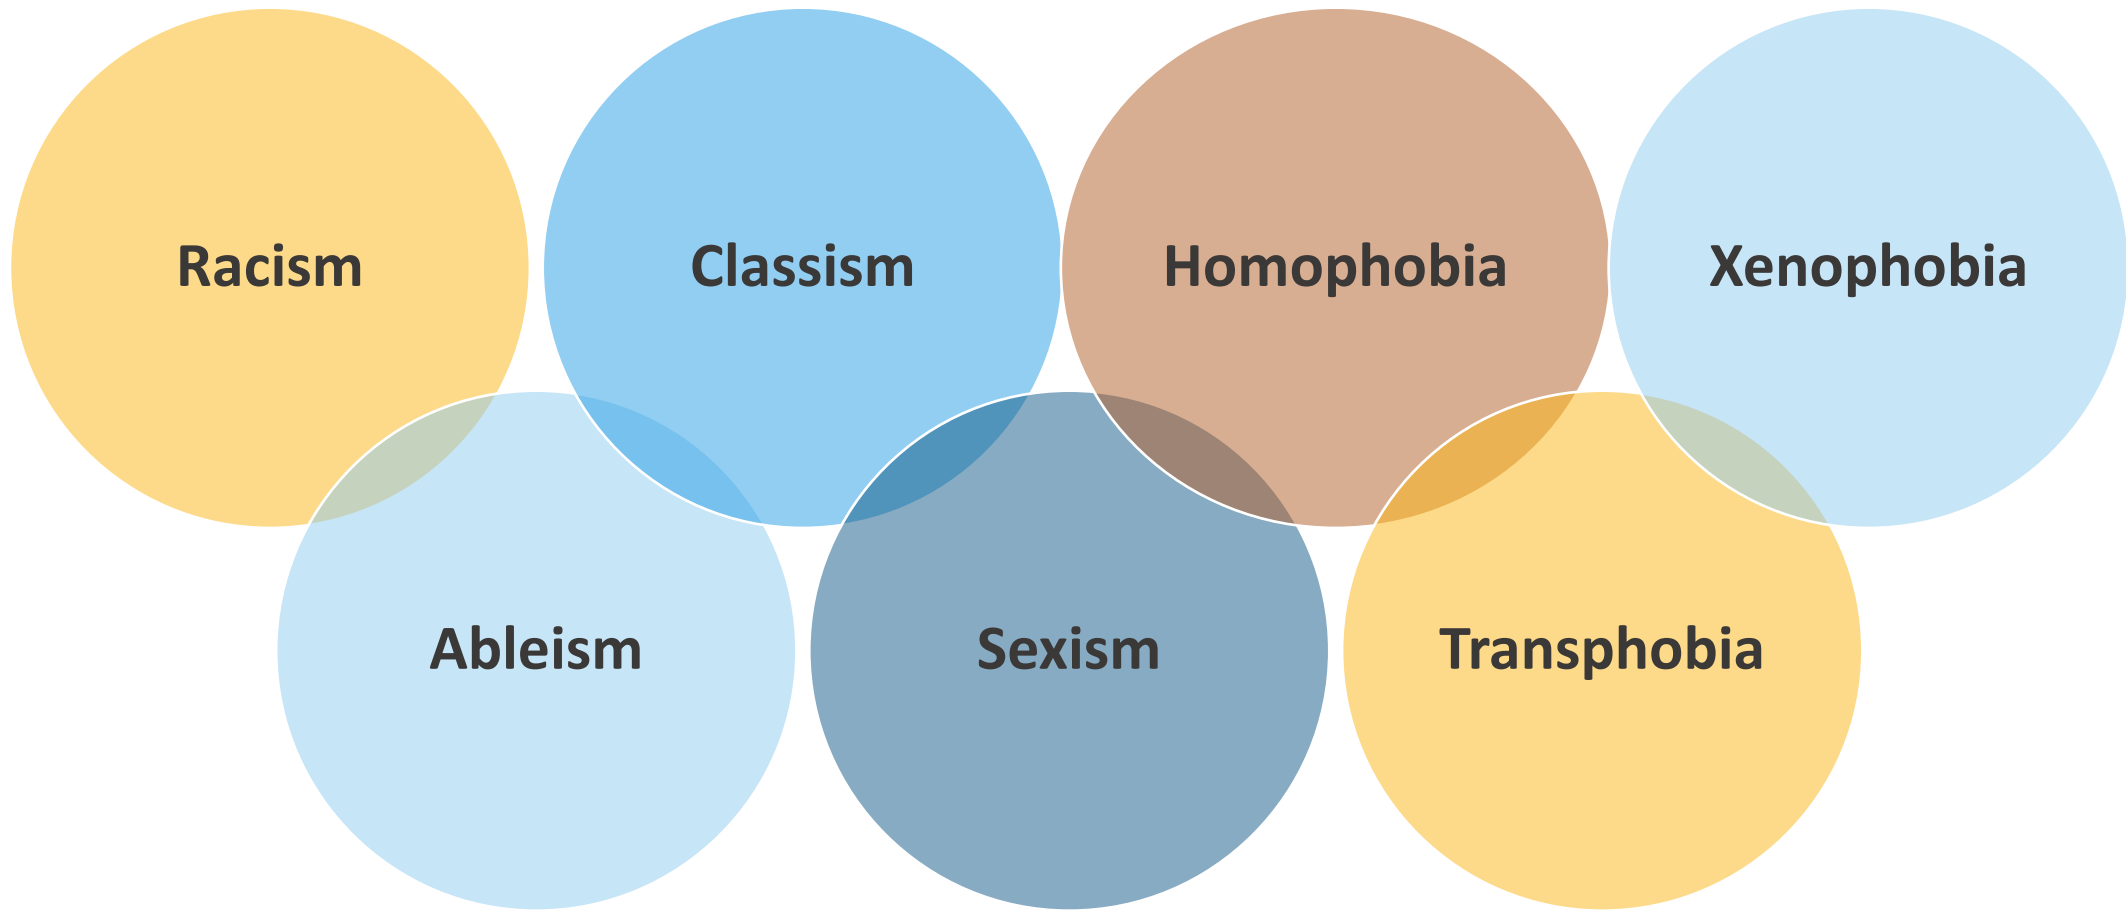 Racism
Classism
Homophobia
Xenophobia
Ableism
Sexism
Transphobia